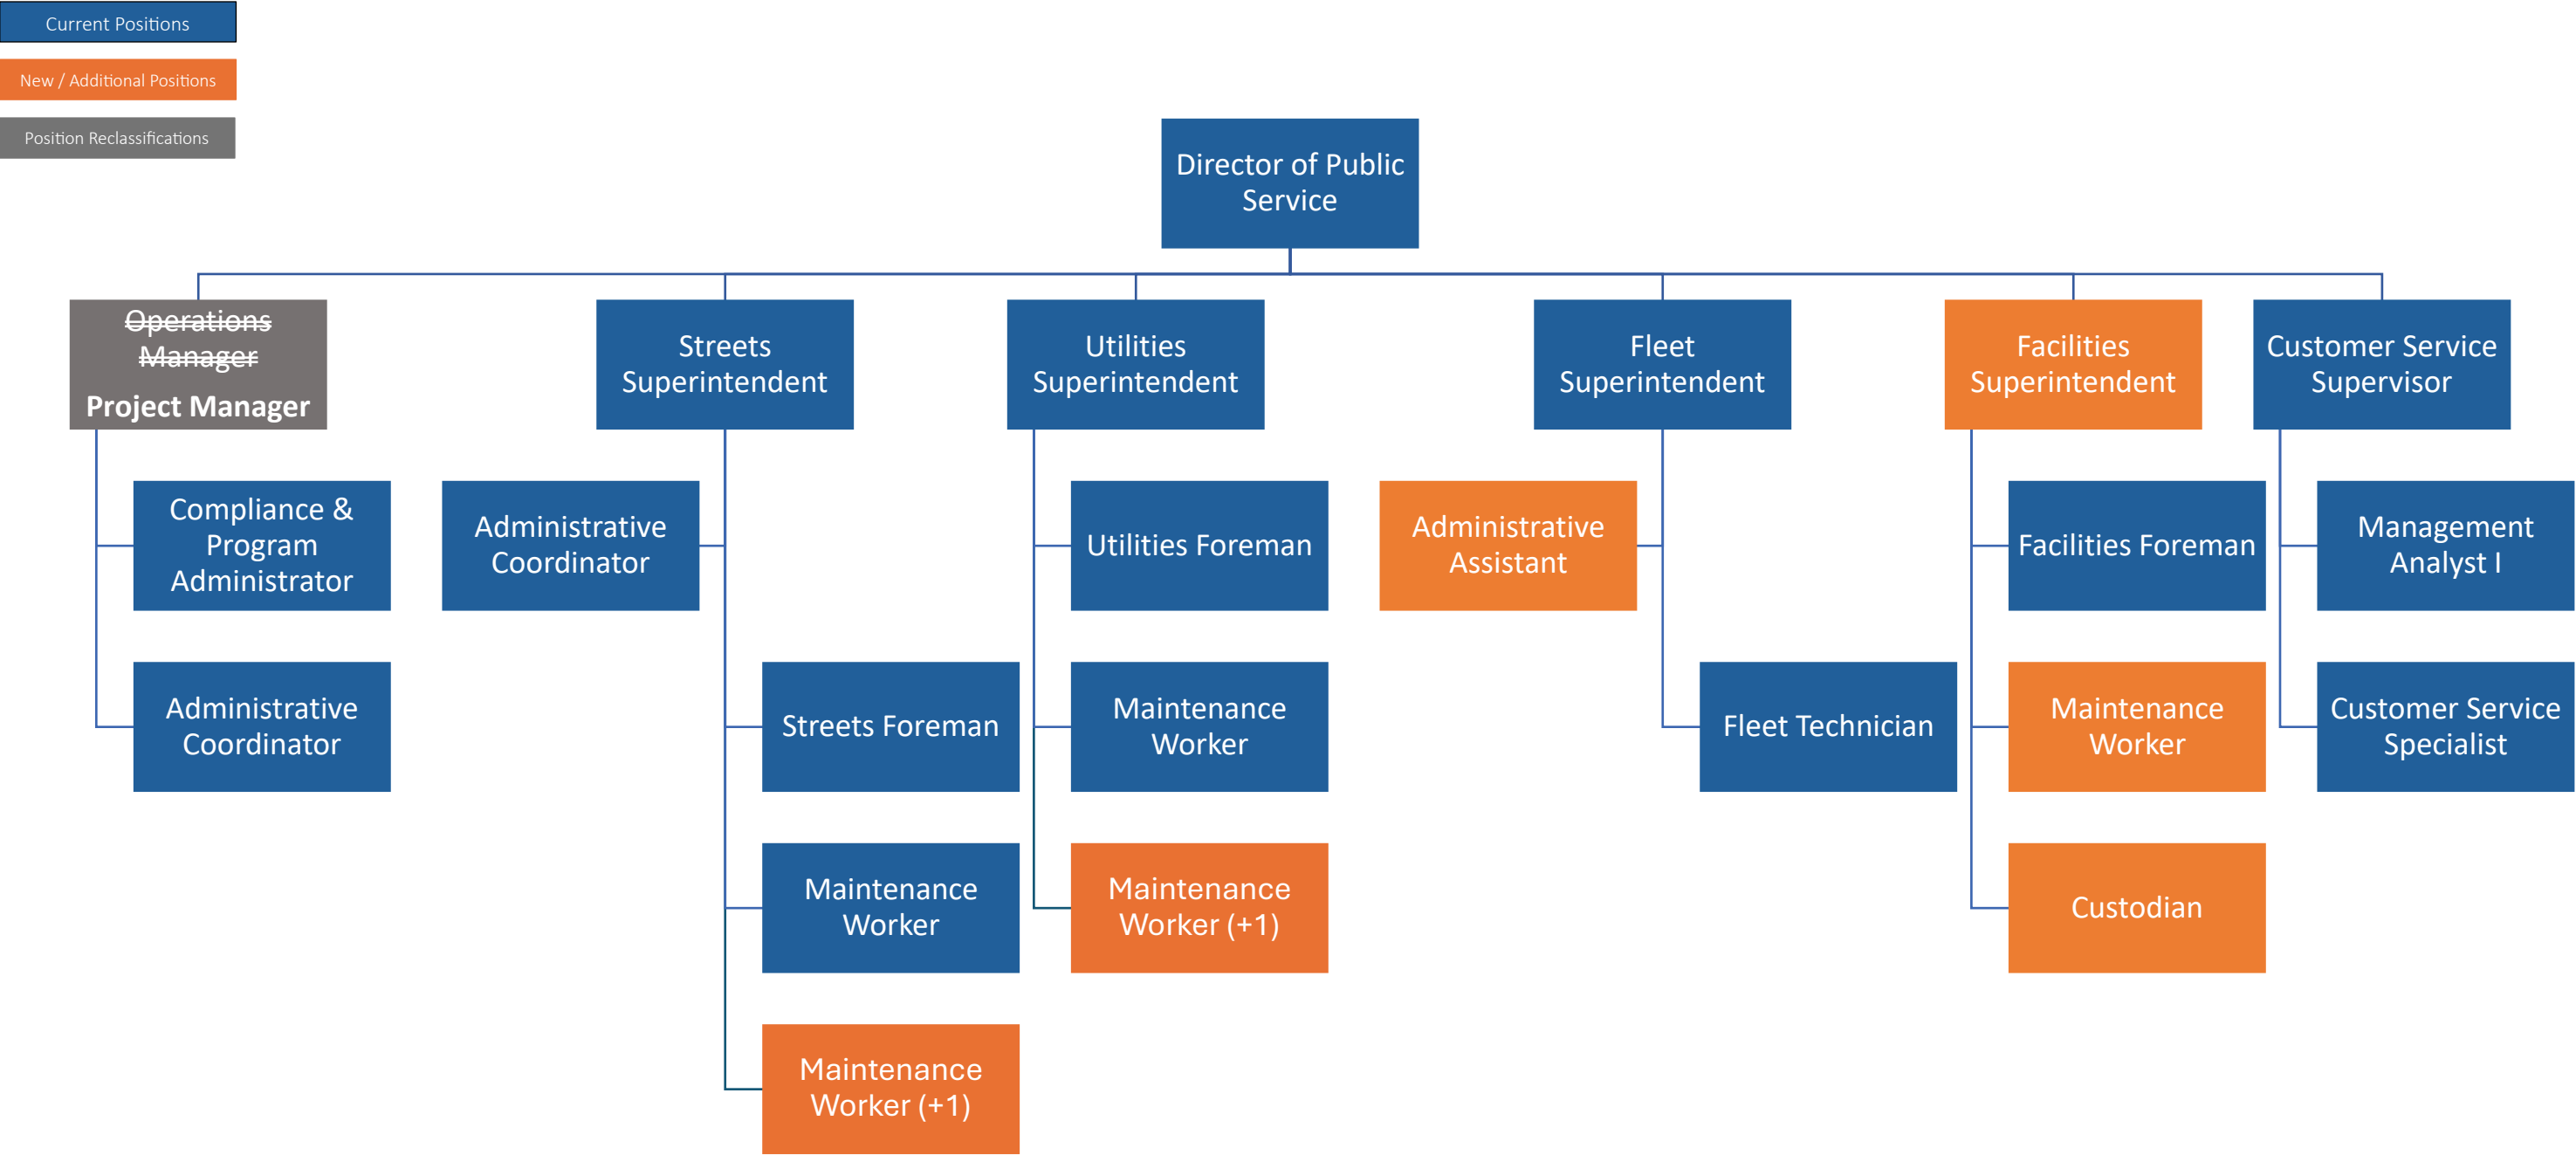 Current Positions
New / Additional Positions
Position Reclassifications
Director of Public
Service
Operations
Manager
Project Manager
Streets
Superintendent
Utilities
Superintendent
Fleet
Superintendent
Facilities
Superintendent
Customer Service
Supervisor
Compliance &
Program
Administrator
Administrative
Coordinator
Administrative
Coordinator
Streets Foreman
Maintenance
Worker
Maintenance
Worker (+1)
Utilities Foreman
Maintenance
Worker
Maintenance
Worker (+1)
Administrative
Assistant
Fleet Technician
Facilities Foreman
Maintenance
Worker
Custodian
Management
Analyst I
Customer Service
Specialist